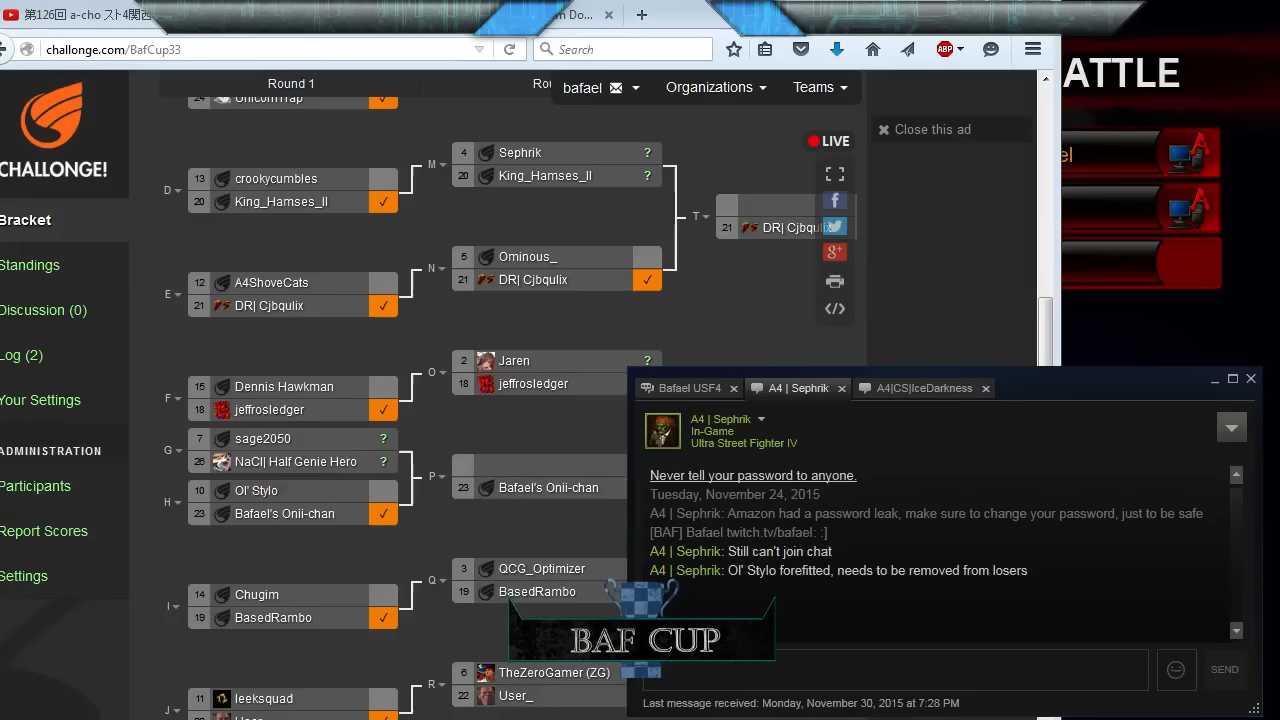 第126回 a-cho スト4関西
Do...
challonge.com/BafCup33
Search
ABP
ATTLE
Round 1
bafael
Organizations
Teams
Close this ad
LIVE
CHALLONGE!
Bracket
Standings
Discussion (0)
Log (2)
Your Settings
ADMINISTRATION
Participants
Report Scores
Settings
24 UnicornTrap
D
13 crookycumbles
20 King_Hamses_II
M
4 Sephrik ?
20 King_Hamses_II ?
T
21 DR| Cjbqulix
E
12 A4ShoveCats
21 DR| Cjbqulix
N
5 Ominous_
21 DR| Cjbqulix
F
15 Dennis Hawkman
18 jeffrosledger
O
2 Jaren ?
18 jeffrosledger
G
7 sage2050 ?
26 NaCl| Half Genie Hero ?
H
10 Ol' Stylo
23 Bafael's Onii-chan
P
23 Bafael's Onii-chan
I
14 Chugim
19 BasedRambo
Q
3 QCG_Optimizer
19 BasedRambo
J
11 leeksquad
R
6 TheZeroGamer (ZG)
22 User_
el
Bafael USF4
A4 | Sephrik
A4|CS|IceDarkness
A4 | Sephrik
In-Game
Ultra Street Fighter IV
Never tell your password to anyone.
Tuesday, November 24, 2015
A4 | Sephrik: Amazon had a password leak, make sure to change your password, just to be safe
[BAF] Bafael twitch.tv/bafael: :]
A4 | Sephrik: Still can't join chat
A4 | Sephrik: Ol' Stylo forefitted, needs to be removed from losers
SEND
Last message received: Monday, November 30, 2015 at 7:28 PM
BAF CUP